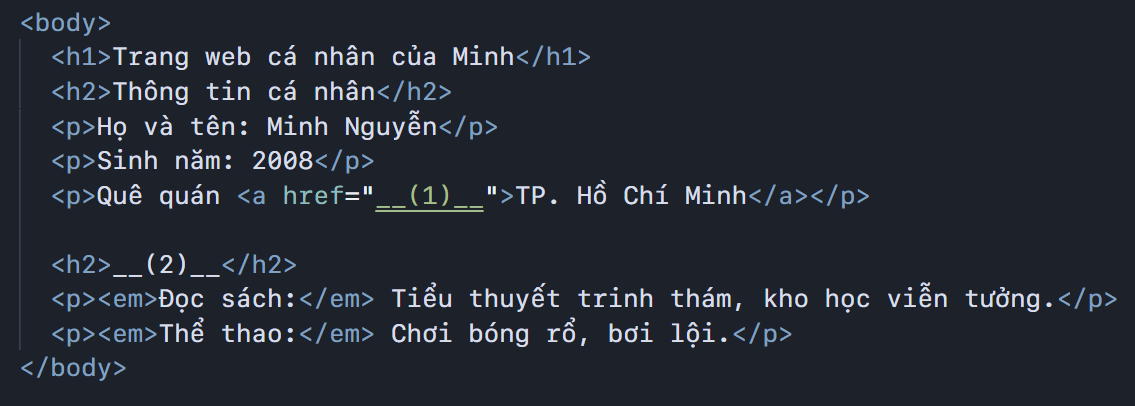 <body>
<h1>Trang web cá nhân của Minh</h1>
<h2>Thông tin cá nhân</h2>
<p>Họ và tên: Minh Nguyễn</p>
<p>Sinh năm: 2008</p>
<p>Quê quán <a href="__(1)__">TP. Hồ Chí Minh</a></p>
<h2>__(2)__</h2>
<p><em>Đọc sách:</em> Tiểu thuyết trinh thám, kho học viễn tưởng.</p>
<p><em>Thể thao:</em> Chơi bóng rổ, bơi lội.</p>
</body>